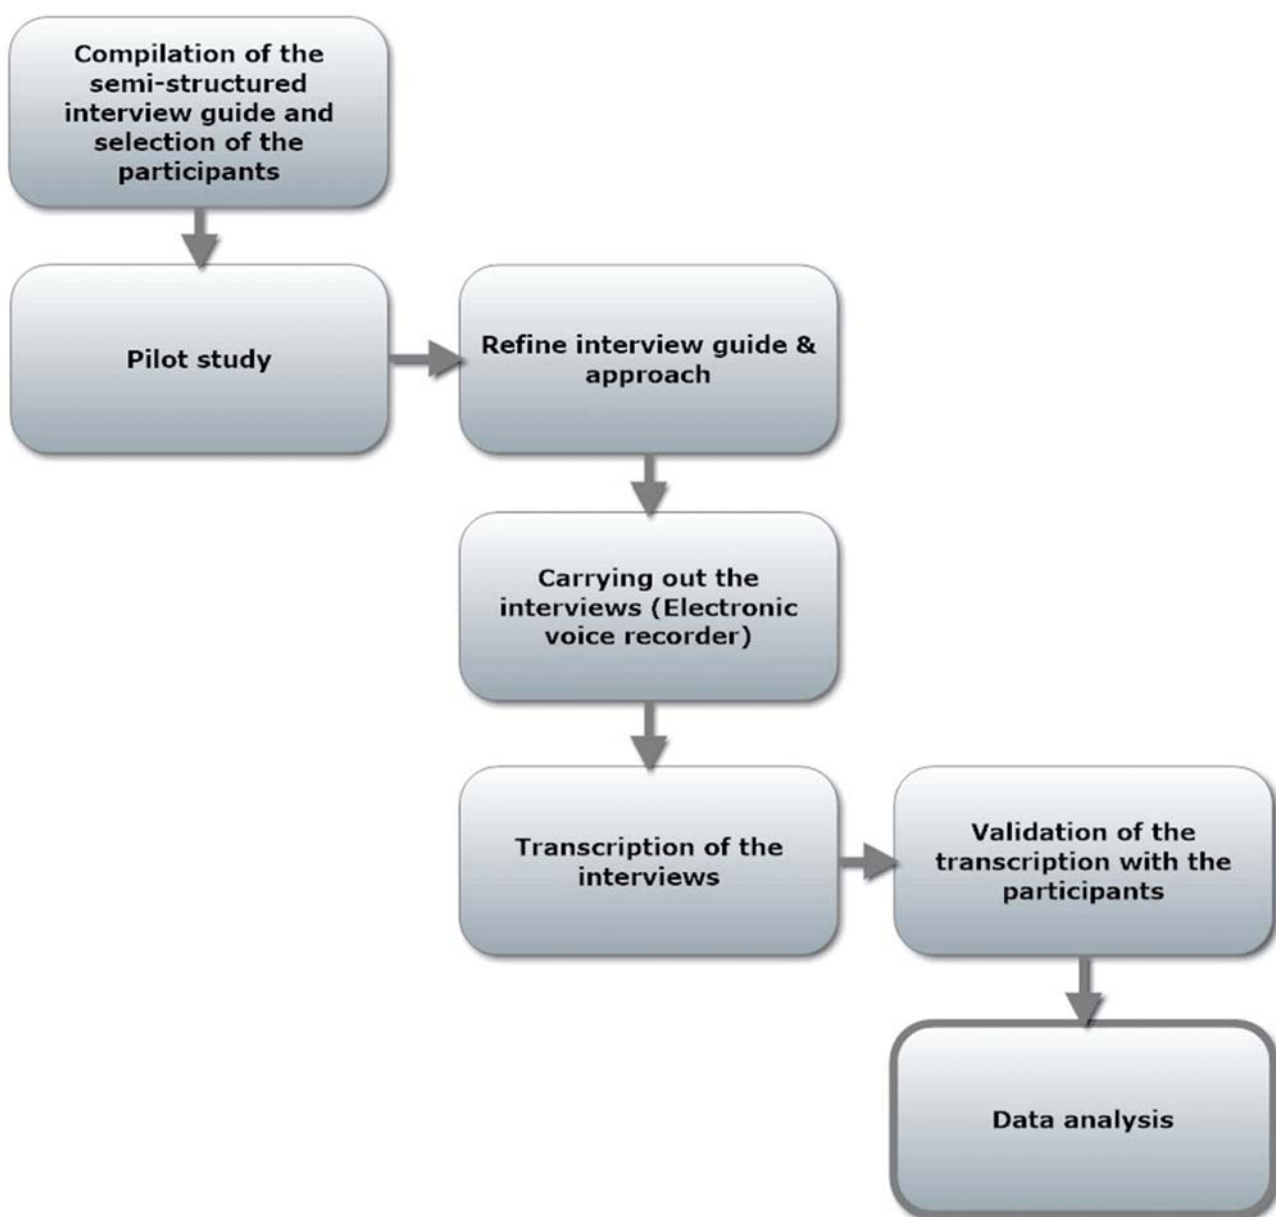 Compilation of the
semi-structured
interview guide and
selection of the
participants
Pilot study
Refine interview guide &
approach
Carrying out the
interviews (Electronic
voice recorder)
Transcription of the
interviews
Validation of the
transcription with the
participants
Data analysis